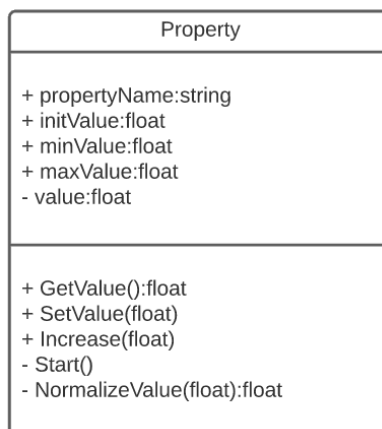 Property
+ propertyName:string
+ initValue:float
+ minValue:float
+ maxValue:float
- value:float
+ GetValue():float
+ SetValue(float)
+ Increase(float)
- Start()
- NormalizeValue(float):float